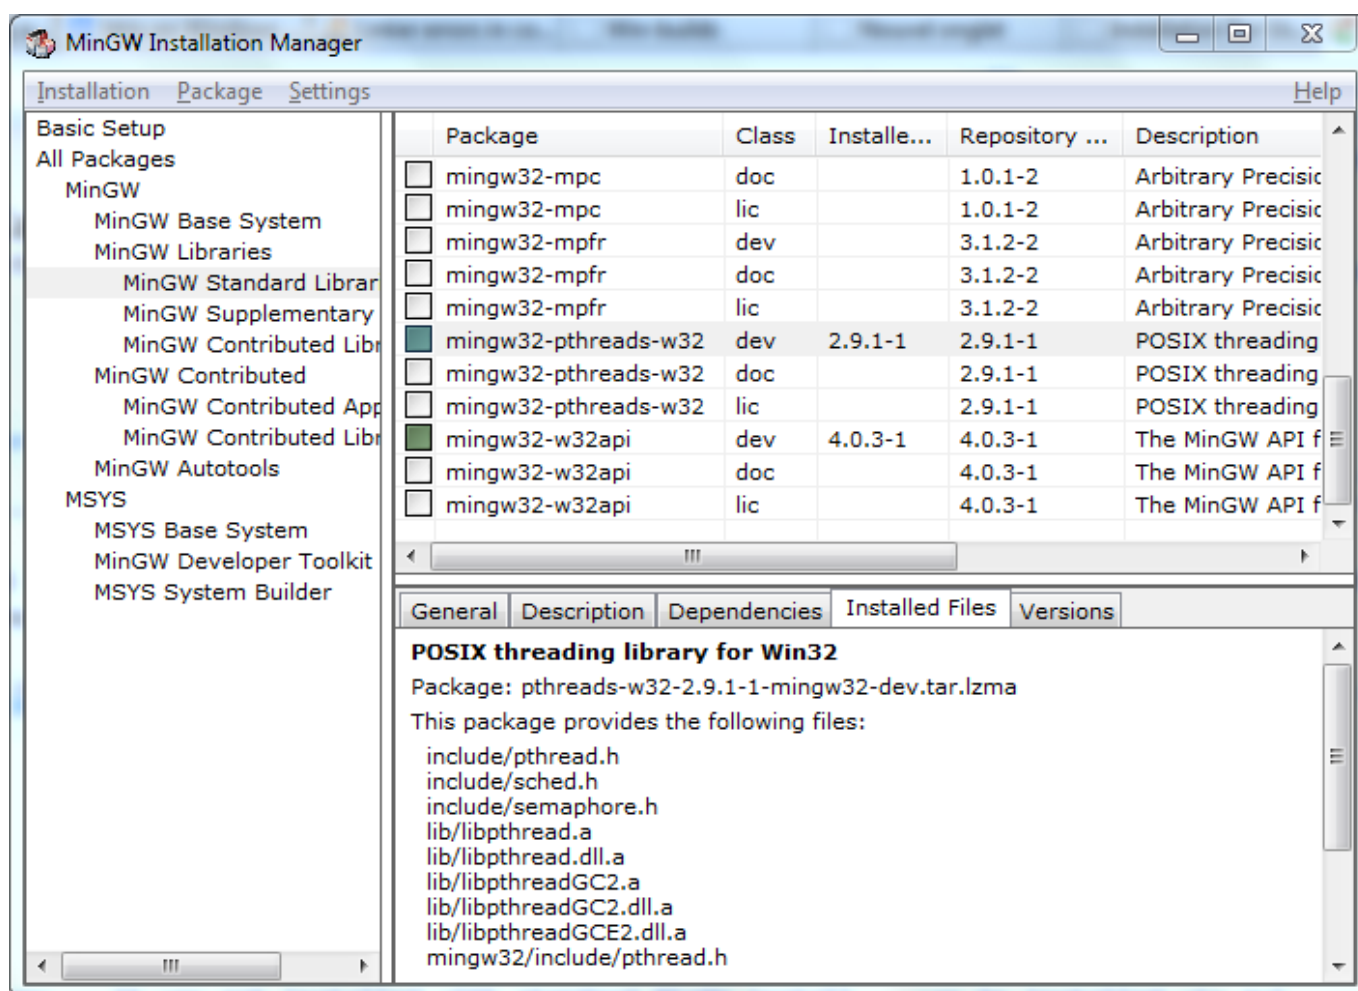 MinGW Installation Manager
Installation Package Settings Help
Basic Setup
All Packages
MinGW
MinGW Base System
MinGW Libraries
MinGW Standard Librar
MinGW Supplementary
MinGW Contributed Libr
MinGW Contributed
MinGW Contributed App
MinGW Contributed Libr
MinGW Autotools
MSYS
MSYS Base System
MinGW Developer Toolkit
MSYS System Builder
Package Class Installe... Repository ... Description
mingw32-mpc doc 1.0.1-2 Arbitrary Precisic
mingw32-mpc lic 1.0.1-2 Arbitrary Precisic
mingw32-mpfr dev 3.1.2-2 Arbitrary Precisic
mingw32-mpfr doc 3.1.2-2 Arbitrary Precisic
mingw32-mpfr lic 3.1.2-2 Arbitrary Precisic
mingw32-pthreads-w32 dev 2.9.1-1 2.9.1-1 POSIX threading
mingw32-pthreads-w32 doc 2.9.1-1 POSIX threading
mingw32-pthreads-w32 lic 2.9.1-1 POSIX threading
mingw32-w32api dev 4.0.3-1 4.0.3-1 The MinGW API f
mingw32-w32api doc 4.0.3-1 The MinGW API f
mingw32-w32api lic 4.0.3-1 The MinGW API f
General Description Dependencies Installed Files Versions
POSIX threading library for Win32
Package: pthreads-w32-2.9.1-1-mingw32-dev.tar.lzma
This package provides the following files:
include/pthread.h
include/sched.h
include/semaphore.h
lib/libpthread.a
lib/libpthread.dll.a
lib/libpthreadGC2.a
lib/libpthreadGC2.dll.a
lib/libpthreadGCE2.dll.a
mingw32/include/pthread.h